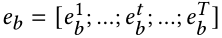 e_b = [e_b^1; ...; e_b^t; ...; e_b^T]